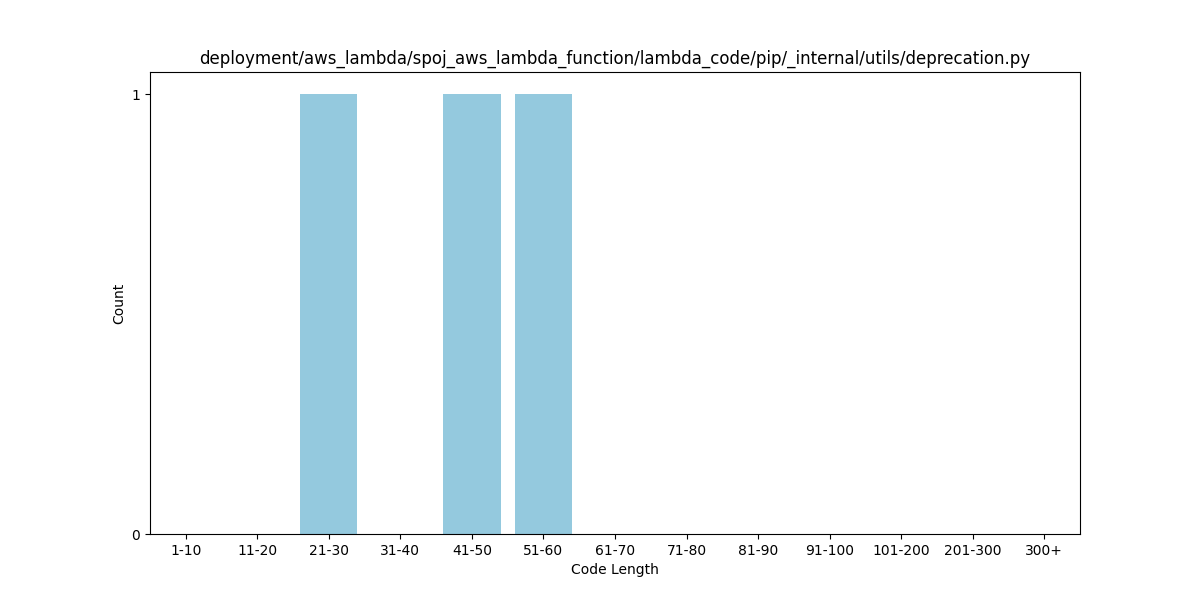 deployment/aws_lambda/spoj_aws_lambda_function/lambda_code/pip/_internal/utils/deprecation.py
1
Count
0
1-10 11-20 21-30 31-40 41-50 51-60 61-70 71-80 81-90 91-100 101-200 201-300 300+
Code Length